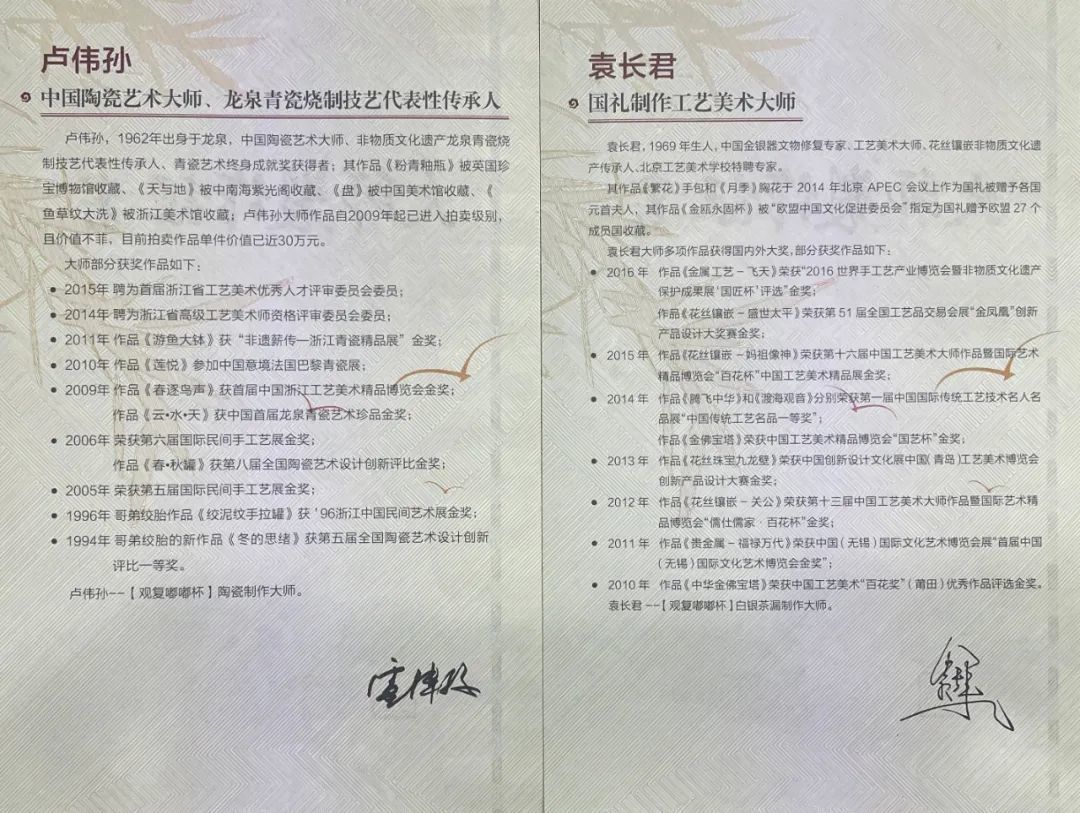 卢伟孙
中国陶瓷艺术大师、龙泉青瓷烧制技艺代表性传承人
卢伟孙，1962年出身于龙泉，中国陶瓷艺术大师、非物质文化遗产龙泉青瓷烧
制技艺代表性传承人、青瓷艺术终身成就奖获得者；其作品《粉青釉瓶》被英国珍
宝博物馆收藏、《天与地》被中南海紫光阁收藏、《盘》被中国美术馆收藏、《
鱼草纹大洗》被浙江美术馆收藏；卢伟孙大师作品自2009年起已进入拍卖级别，
且价值不菲，目前拍卖作品单件价值已近30万元。
大师部分获奖作品如下：
• 2015年 聘为首届浙江省工艺美术优秀人才评审委员会委员；
• 2014年 聘为浙江省高级工艺美术师资格评审委员会委员；
• 2011年 作品《游鱼大钵》获“非遗薪传—浙江青瓷精品展”金奖；
• 2010年 作品《莲悦》参加中国意境法国巴黎青瓷展；
• 2009年 作品《春逐鸟声》获首届中国浙江工艺美术精品博览会金奖；
作品《云•水•天》获中国首届龙泉青瓷艺术珍品金奖；
• 2006年 荣获第六届国际民间手工艺展金奖；
作品《春•秋罐》获第八届全国陶瓷艺术设计创新评比金奖；
• 2005年 荣获第五届国际民间手工艺展金奖；
• 1996年 哥弟绞胎作品《绞泥纹手拉罐》获 '96浙江中国民间艺术展金奖；
• 1994年 哥弟绞胎的新作品《冬的思绪》获第五届全国陶瓷艺术设计创新
评比一等奖。
卢伟孙--【观复嘟嘟杯】陶瓷制作大师。
袁长君
国礼制作工艺美术大师
袁长君，1969 年生人，中国金银器文物修复专家、工艺美术大师、花丝镶嵌非物质文化遗
产传承人、北京工艺美术学校特聘专家。
其作品《繁花》手包和《月季》胸花于 2014 年北京 APEC 会议上作为国礼被赠予各国
元首夫人，其作品《金瓯永固杯》被“欧盟中国文化促进委员会”指定为国礼赠予欧盟 27 个
成员国收藏。
袁长君大师多项作品获得国内外大奖，部分获奖作品如下：
• 2016 年 作品《金属工艺 – 飞天》荣获“2016 世界手工艺产业博览会暨非物质文化遗产
保护成果展‘国匠杯’评选”金奖；
作品《花丝镶嵌 – 盛世太平》荣获第 51 届全国工艺品交易会展“金凤凰”创新
产品设计大奖赛金奖；
• 2015 年 作品《花丝镶嵌 – 妈祖像神》荣获第十六届中国工艺美术大师作品暨国际艺术
精品博览会“百花杯”中国工艺美术精品展金奖；
• 2014 年 作品《腾飞中华》和《渡海观音》分别荣获第一届中国国际传统工艺技术名人名
品展“中国传统工艺名品一等奖”；
作品《金佛宝塔》荣获中国工艺美术精品博览会“国艺杯”金奖；
• 2013 年 作品《花丝珠宝九龙壁》荣获中国创新设计文化展中国（青岛）工艺美术博览会
创新产品设计大赛金奖；
• 2012 年 作品《花丝镶嵌 – 关公》荣获第十三届中国工艺美术大师作品暨国际艺术精
品博览会“儒仕儒家 · 百花杯”金奖；
• 2011 年 作品《贵金属 – 福禄万代》荣获中国（无锡）国际文化艺术博览会展“首届中国
（无锡）国际文化艺术博览会金奖”；
• 2010 年 作品《中华金佛宝塔》荣获中国工艺美术“百花奖”（莆田）优秀作品评选金奖。
袁长君 --【观复嘟嘟杯】白银茶漏制作大师。